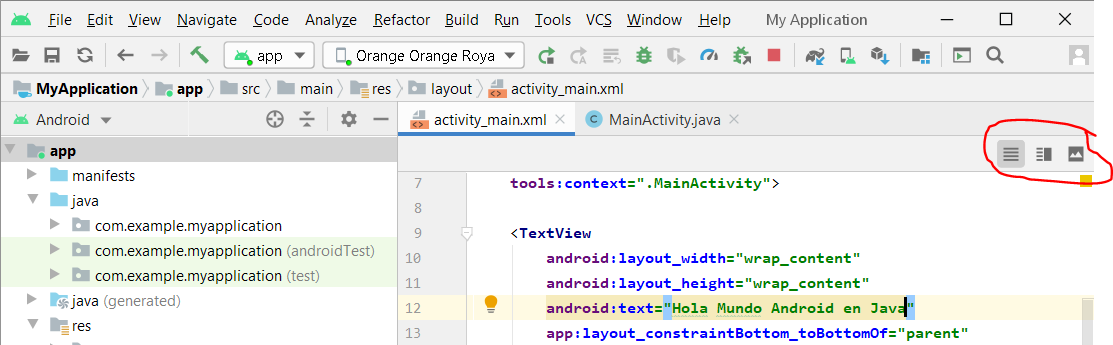 File Edit View Navigate Code Analyze Refactor Build Run Tools VCS Window Help My Application
app Orange Orange Roya
MyApplication app src main res layout activity_main.xml
Android activity_main.xml MainActivity.java
app
manifests
java
com.example.myapplication
com.example.myapplication (androidTest)
com.example.myapplication (test)
java (generated)
res
7 tools:context=".MainActivity">
8
9 <TextView
10 android:layout_width="wrap_content"
11 android:layout_height="wrap_content"
12 android:text="Hola Mundo Android en Java"
13 app:layout_constraintBottom_toBottomOf="parent"